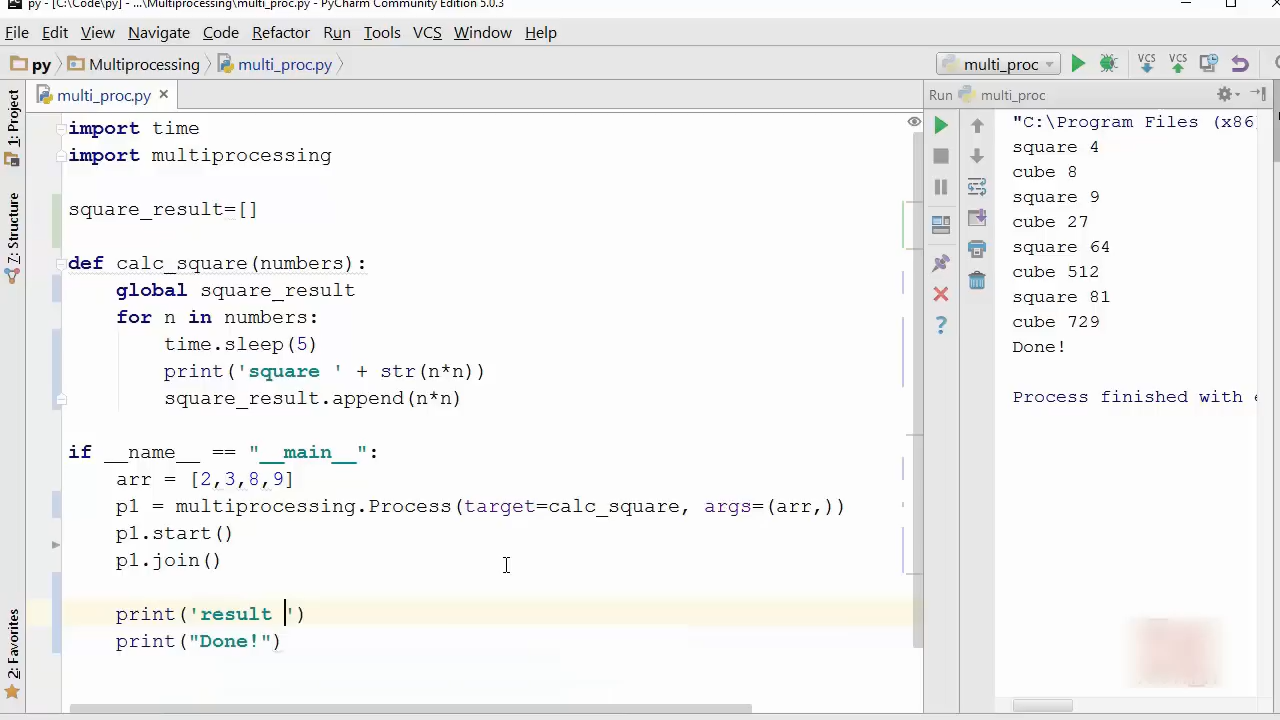 py - [C:\Code\py] - ...\Multiprocessing\multi_proc.py - PyCharm Community Edition 5.0.3
File Edit View Navigate Code Refactor Run Tools VCS Window Help
py Multiprocessing multi_proc.py multi_proc VCS VCS
multi_proc.py
Run multi_proc
1: Project
7: Structure
2: Favorites
import time
import multiprocessing
square_result=[]
def calc_square(numbers):
global square_result
for n in numbers:
time.sleep(5)
print('square ' + str(n*n))
square_result.append(n*n)
if __name__ == "__main__":
arr = [2,3,8,9]
p1 = multiprocessing.Process(target=calc_square, args=(arr,))
p1.start()
p1.join()
print('result ')
print("Done!")
"C:\Program Files (x86)
square 4
cube 8
square 9
cube 27
square 64
cube 512
square 81
cube 729
Done!
Process finished with e